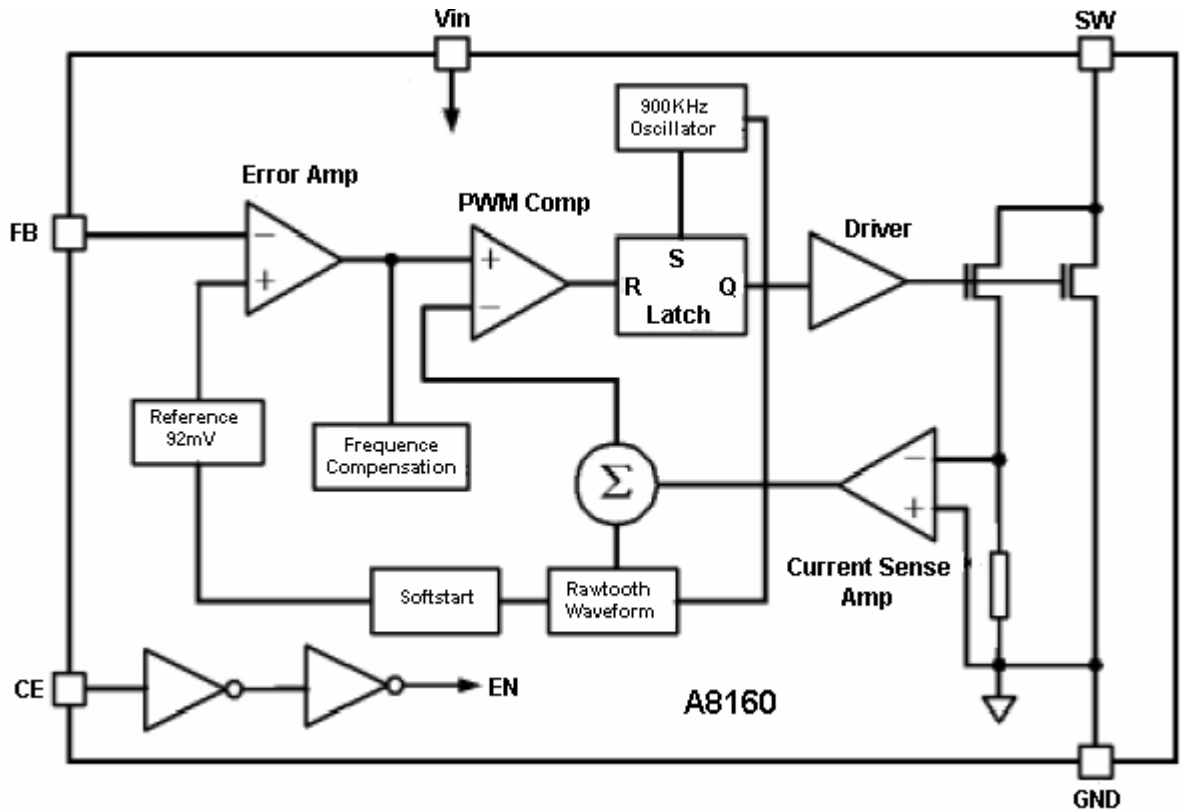 Vin
SW
900KHz
Oscillator
Error Amp
PWM Comp
Driver
FB
−
+
+
−
S
R
Q
Latch
Reference
92mV
Frequence
Compensation
Σ
−
+
Current Sense
Amp
Softstart
Rawtooth
Waveform
CE
EN
A8160
GND